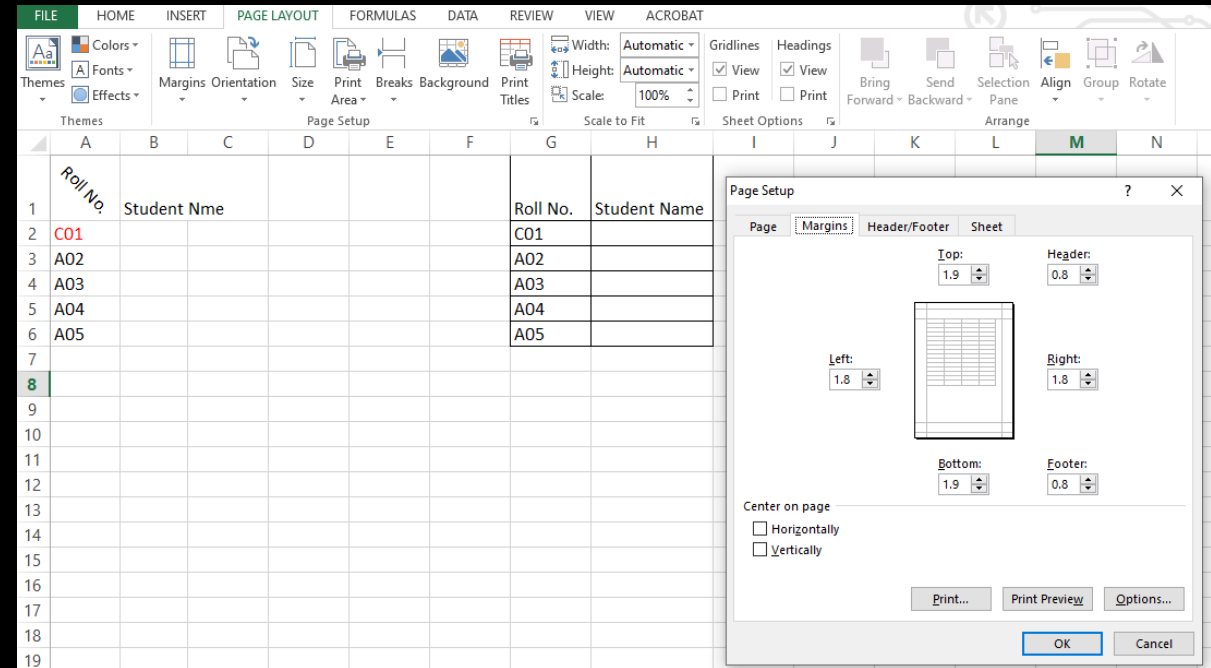 FILE HOME INSERT PAGE LAYOUT FORMULAS DATA REVIEW VIEW ACROBAT
Colors Width: Automatic Gridlines Headings
Aa A Fonts Height: Automatic View View
Themes Effects Margins Orientation Size Print Area Breaks Background Print Titles Scale: 100% Print Print Bring Forward Send Backward Selection Pane Align Group Rotate
Themes Page Setup Scale to Fit Sheet Options Arrange
A B C D E F G H I J K L M N
1 Roll No. Student Nme Roll No. Student Name
2 C01 C01
3 A02 A02
4 A03 A03
5 A04 A04
6 A05 A05
7
8
9
10
11
12
13
14
15
16
17
18
19
Page Setup ? X
Page Margins Header/Footer Sheet
Top: Header:
1.9 0.8
Left: Right:
1.8 1.8
Bottom: Footer:
1.9 0.8
Center on page
Horizontally
Vertically
Print... Print Preview Options...
OK Cancel